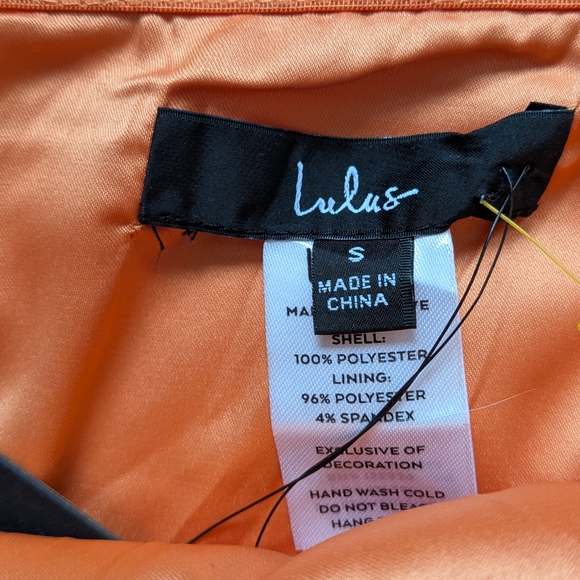 Lulus
S
MADE IN
CHINA
SHELL:
100% POLYESTER
LINING:
96% POLYESTER
4% SPANDEX
EXCLUSIVE OF
DECORATION
HAND WASH COLD
DO NOT BLEACH
HANG